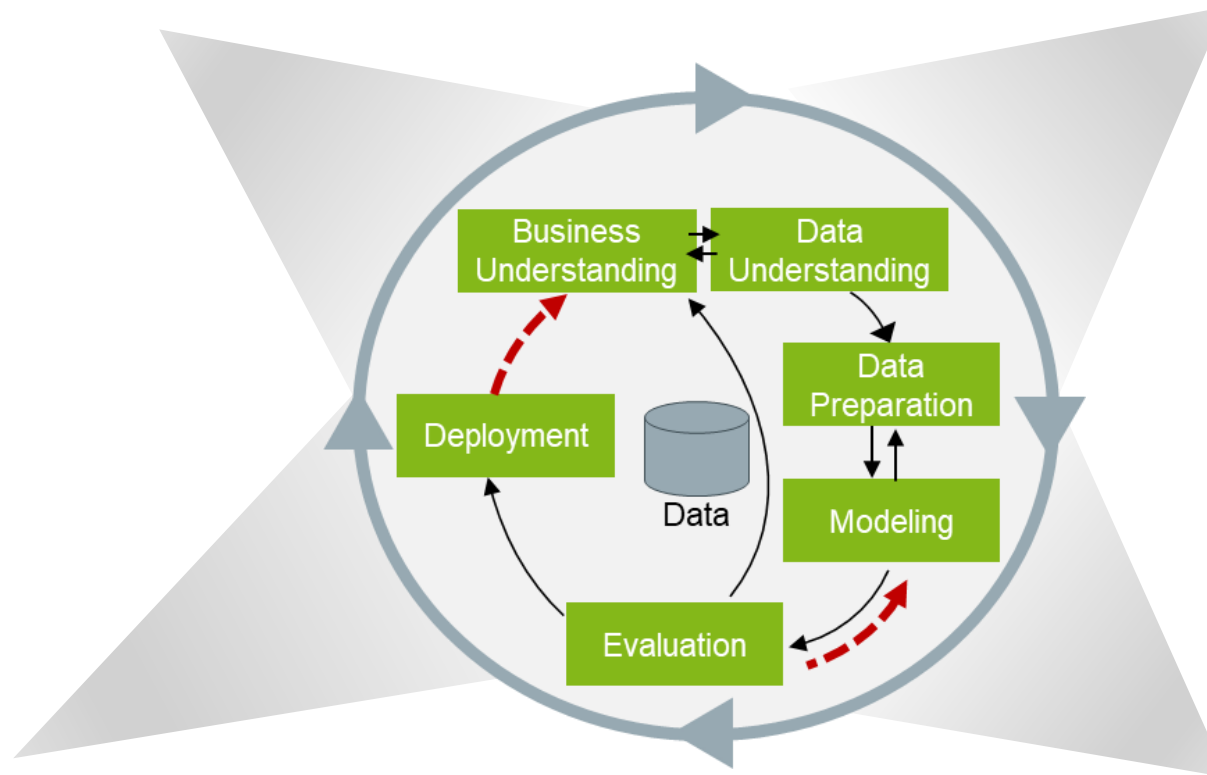 Business
Understanding
Data
Understanding
Data
Preparation
Deployment
Data
Modeling
Evaluation